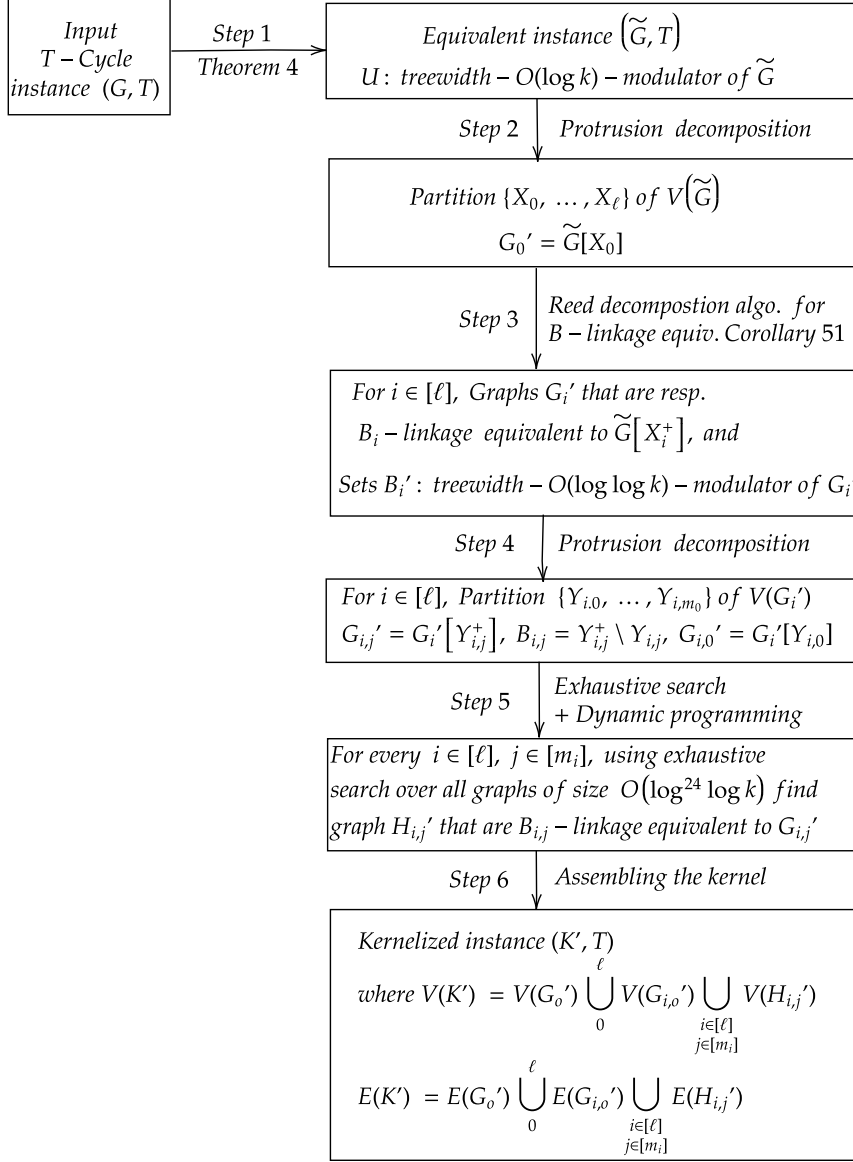 Input
T − Cycle
instance (G, T)
Step 1
Theorem 4
Equivalent instance (G̃, T)
U : treewidth − O(log k) − modulator of G̃
Step 2 Protrusion decomposition
Partition {X₀, … , X_ℓ} of V(G̃)
G₀′ = G̃[X₀]
Step 3
Reed decompostion algo. for
B − linkage equiv. Corollary 51
For i ∈ [ℓ], Graphs Gᵢ′ that are resp.
Bᵢ − linkage equivalent to G̃[Xᵢ⁺], and
Sets Bᵢ′ : treewidth − O(log log k) − modulator of Gᵢ′
Step 4 Protrusion decomposition
For i ∈ [ℓ], Partition {Y_{i.0}, … , Y_{i,m₀}} of V(Gᵢ′)
G_{i,j}′ = Gᵢ′[Y⁺_{i,j}], B_{i,j} = Y⁺_{i,j} \ Y_{i,j}, G_{i,0}′ = Gᵢ′[Y_{i,0}]
Step 5
Exhaustive search
+ Dynamic programming
For every i ∈ [ℓ], j ∈ [mᵢ], using exhaustive
search over all graphs of size O(log²⁴ log k) find
graph H_{i,j}′ that are B_{i,j} − linkage equivalent to G_{i,j}′
Step 6 Assembling the kernel
Kernelized instance (K′, T)
where V(K′) = V(G_o′) ⋃_0^ℓ V(G_{i,o}′) ⋃_{i∈[ℓ] j∈[mᵢ]} V(H_{i,j}′)
E(K′) = E(G_o′) ⋃_0^ℓ E(G_{i,o}′) ⋃_{i∈[ℓ] j∈[mᵢ]} E(H_{i,j}′)